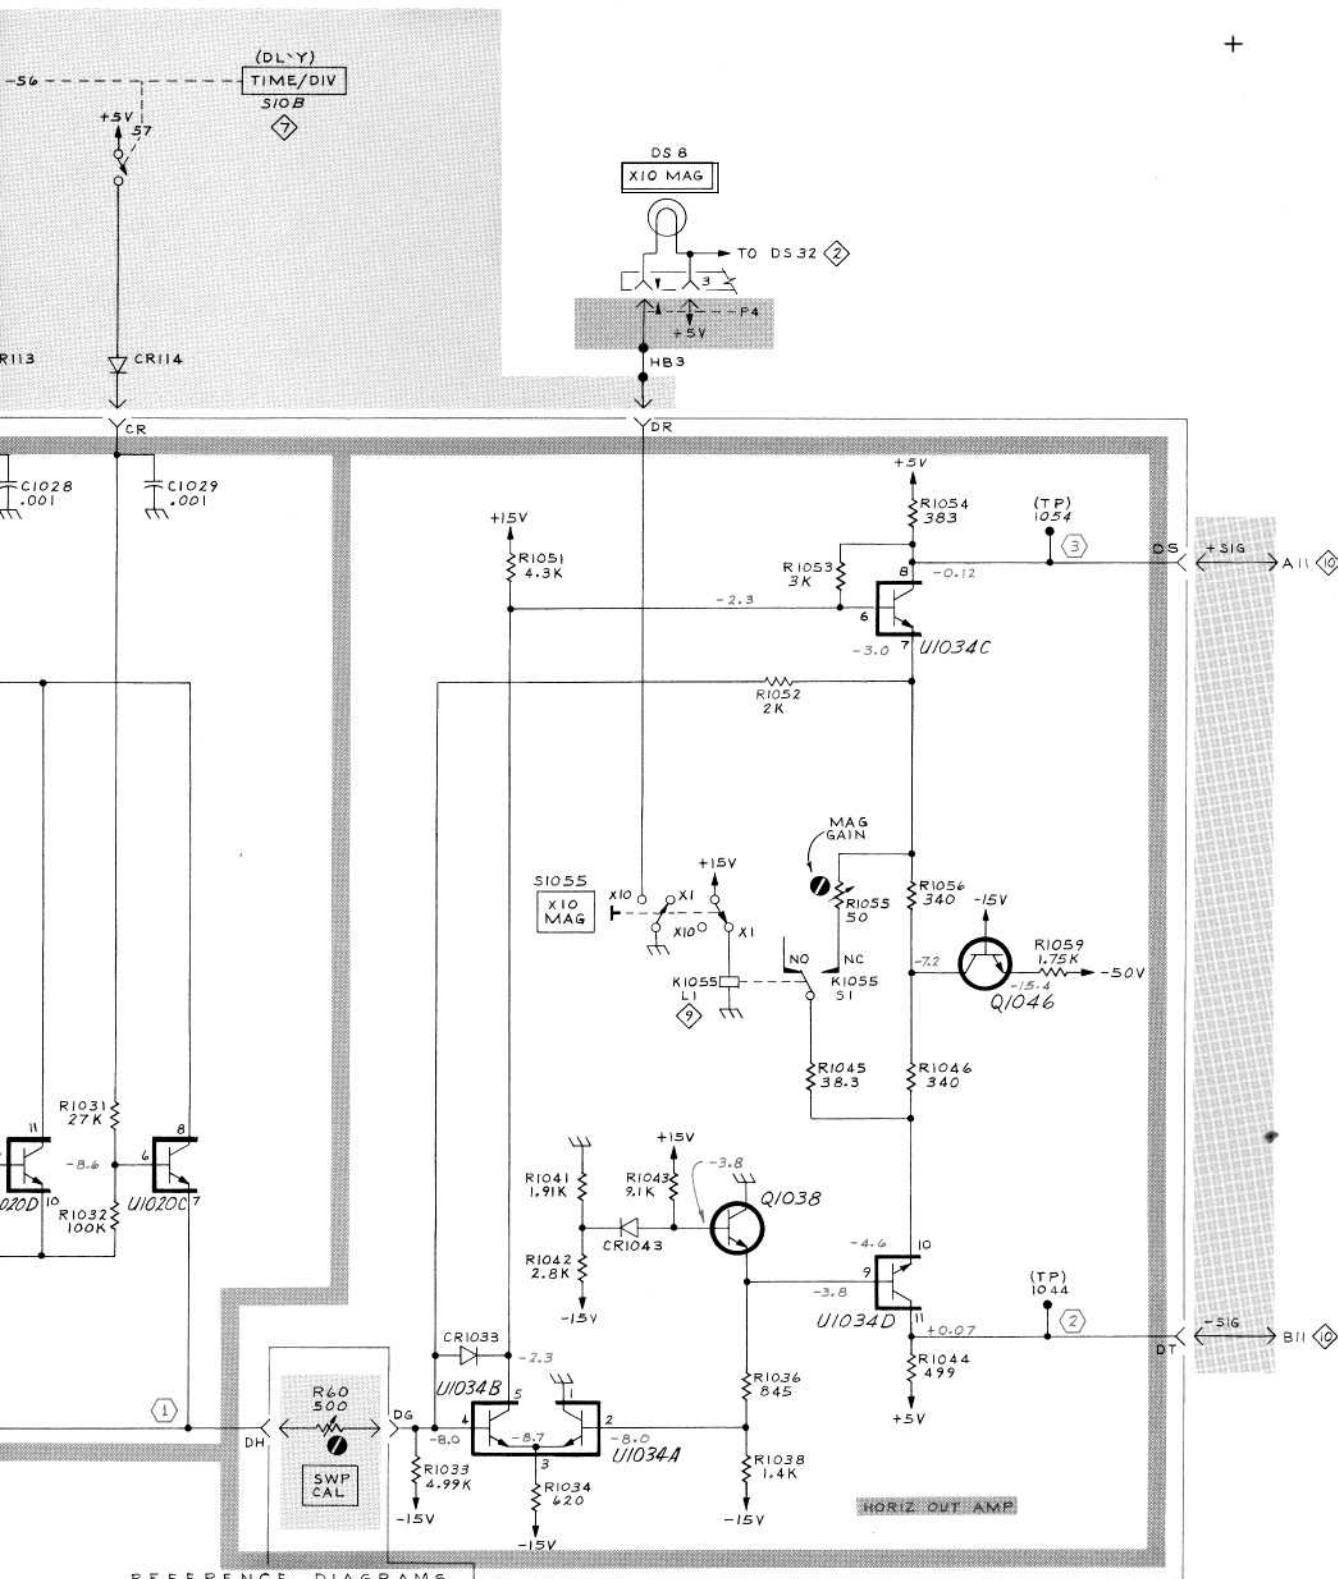 (DL'Y)
-S6
TIME/DIV
S10B
7
+5V
S7
R113
CR114
CR
DS 8
X10 MAG
TO DS32 2
3
P4
+5V
HB3
DR
C1028
.001
C1029
.001
+15V
R1051
4.3K
+5V
R1054
383
(TP)
1054
3
DS
+SIG
A11 10
R1053
3K
8
-0.12
-2.3
6
-3.0
7
U1034C
R1052
2K
MAG
GAIN
+15V
S1055
X10
MAG
X10
X1
X10
X1
R1055
50
R1056
340
-15V
R1059
1.75K
-50V
-7.2
-15.4
Q1046
NO
NC
K1055
L1
9
K1055
S1
R1045
38.3
R1046
340
R1031
27K
11
8
-8.6
6
10
7
020D
U1020C
R1032
100K
R1041
1.91K
+15V
R1043
9.1K
-3.8
Q1038
CR1043
R1042
2.8K
-15V
-4.6
10
9
-3.8
U1034D
11
+0.07
(TP)
1044
2
DT
-SIG
B11 10
R1044
499
+5V
CR1033
-2.3
U1034B
5
1
R1036
845
1
DH
R60
500
SWP
CAL
DG
4
-8.0
-8.7
2
-8.0
U1034A
3
R1033
4.99K
-15V
R1034
620
-15V
R1038
1.4K
-15V
HORIZ OUT AMP
REFERENCE DIAGRAMS